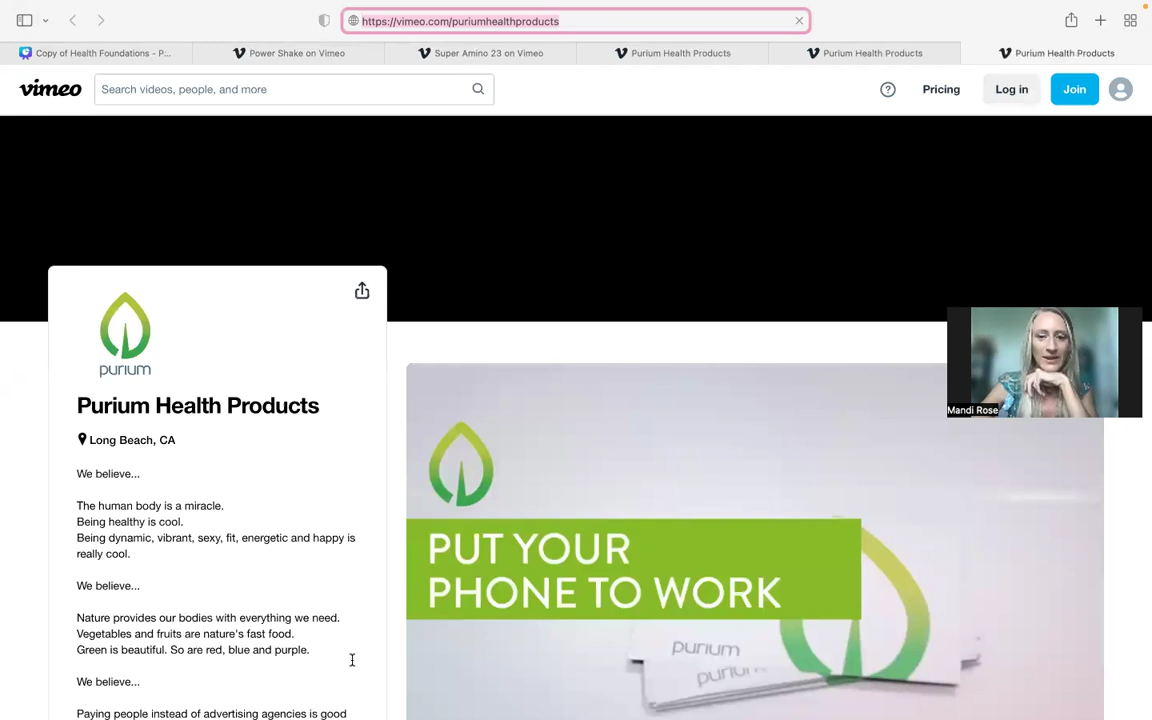 https://vimeo.com/puriumhealthproducts
Copy of Health Foundations - P...
Power Shake on Vimeo
Super Amino 23 on Vimeo
Purium Health Products
Purium Health Products
Purium Health Products
vimeo
Search videos, people, and more
Pricing
Log in
Join
purium
Purium Health Products
Long Beach, CA
We believe...
The human body is a miracle.
Being healthy is cool.
Being dynamic, vibrant, sexy, fit, energetic and happy is
really cool.
We believe...
Nature provides our bodies with everything we need.
Vegetables and fruits are nature's fast food.
Green is beautiful. So are red, blue and purple.
We believe...
Paying people instead of advertising agencies is good
PUT YOUR
PHONE TO WORK
purium
purium
Mandi Rose